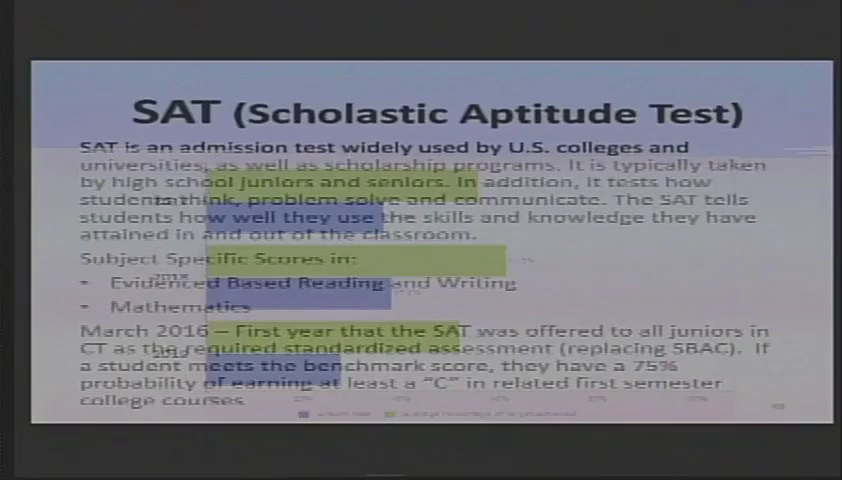 SAT (Scholastic Aptitude Test)
SAT is an admission test widely used by U.S. colleges and
universities, as well as scholarship programs. It is typically taken
by high school juniors and seniors. In addition, it tests how
students think, problem solve and communicate. The SAT tells
students how well they use the skills and knowledge they have
attained in and out of the classroom.
Subject Specific Scores in:
- Evidenced Based Reading and Writing
- Mathematics
March 2016 – First year that the SAT was offered to all juniors in
CT as the required standardized assessment (replacing SBAC). If
a student meets the benchmark score, they have a 75%
probability of earning at least a “C” in related first semester
college courses